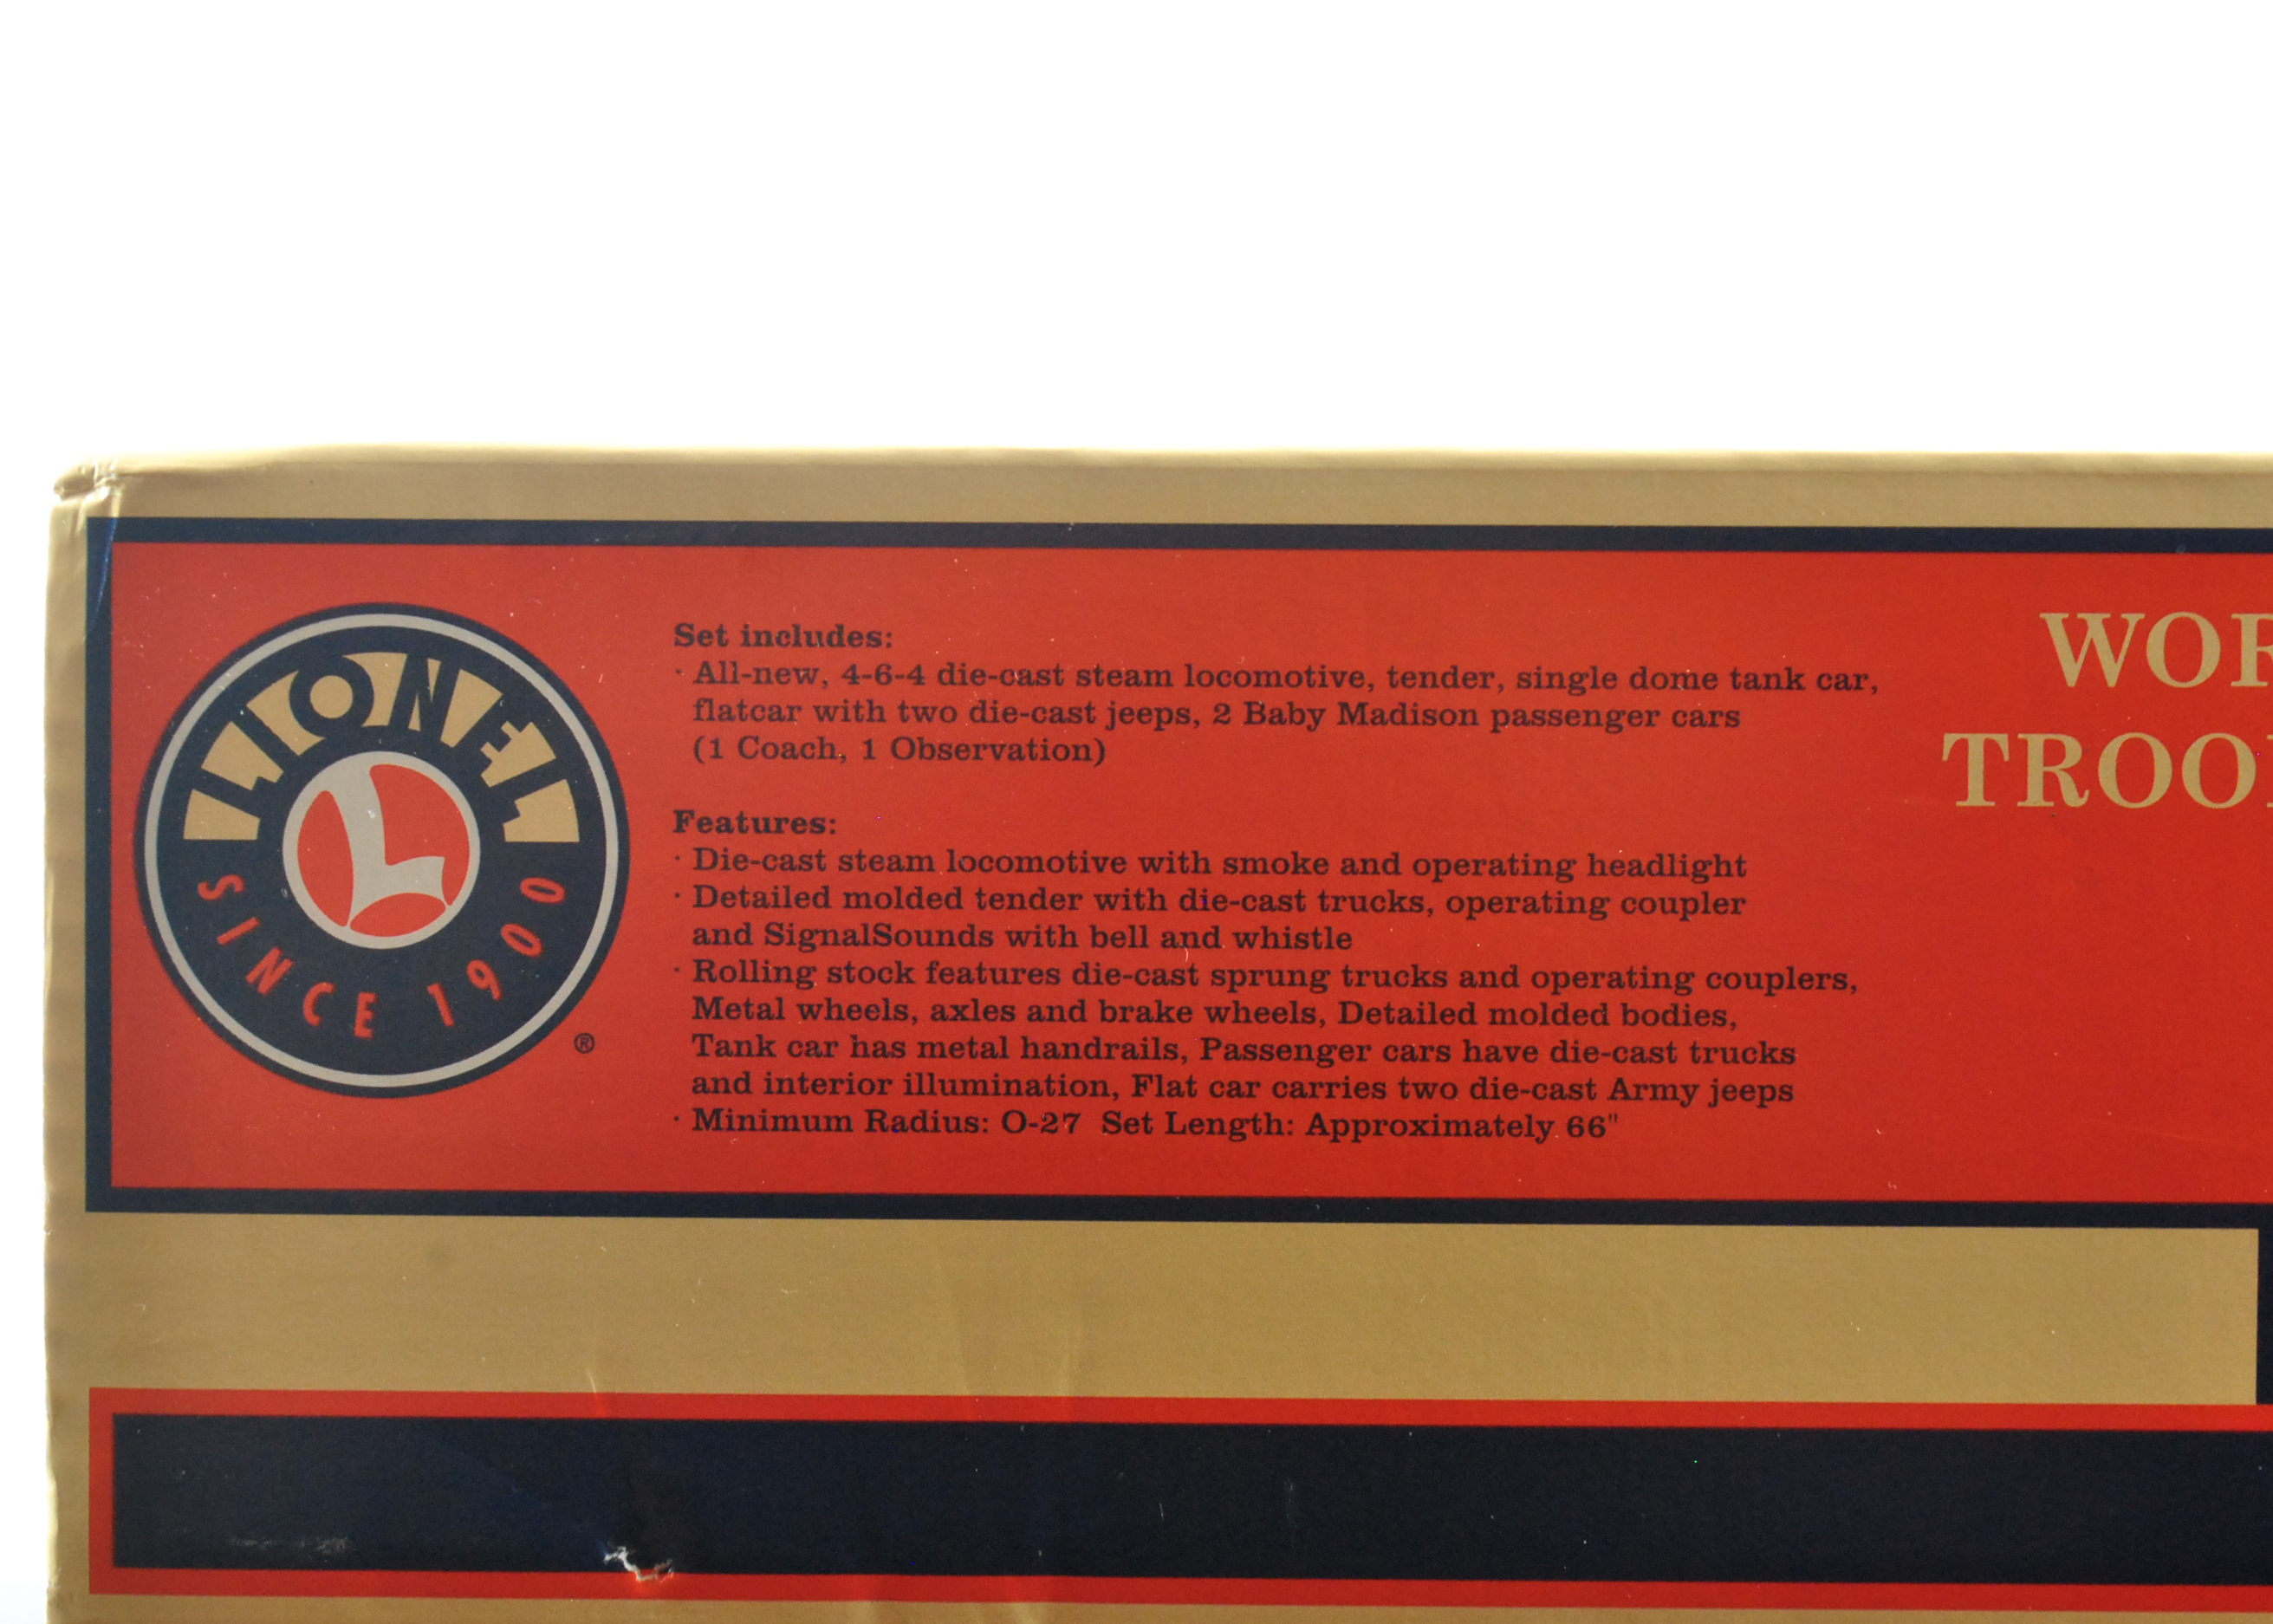 LIONEL
L
SINCE 1900
®
Set includes:
· All-new, 4-6-4 die-cast steam locomotive, tender, single dome tank car,
flatcar with two die-cast jeeps, 2 Baby Madison passenger cars
(1 Coach, 1 Observation)
Features:
· Die-cast steam locomotive with smoke and operating headlight
· Detailed molded tender with die-cast trucks, operating coupler
and SignalSounds with bell and whistle
· Rolling stock features die-cast sprung trucks and operating couplers,
Metal wheels, axles and brake wheels, Detailed molded bodies,
Tank car has metal handrails, Passenger cars have die-cast trucks
and interior illumination, Flat car carries two die-cast Army jeeps
· Minimum Radius: O-27  Set Length: Approximately 66"